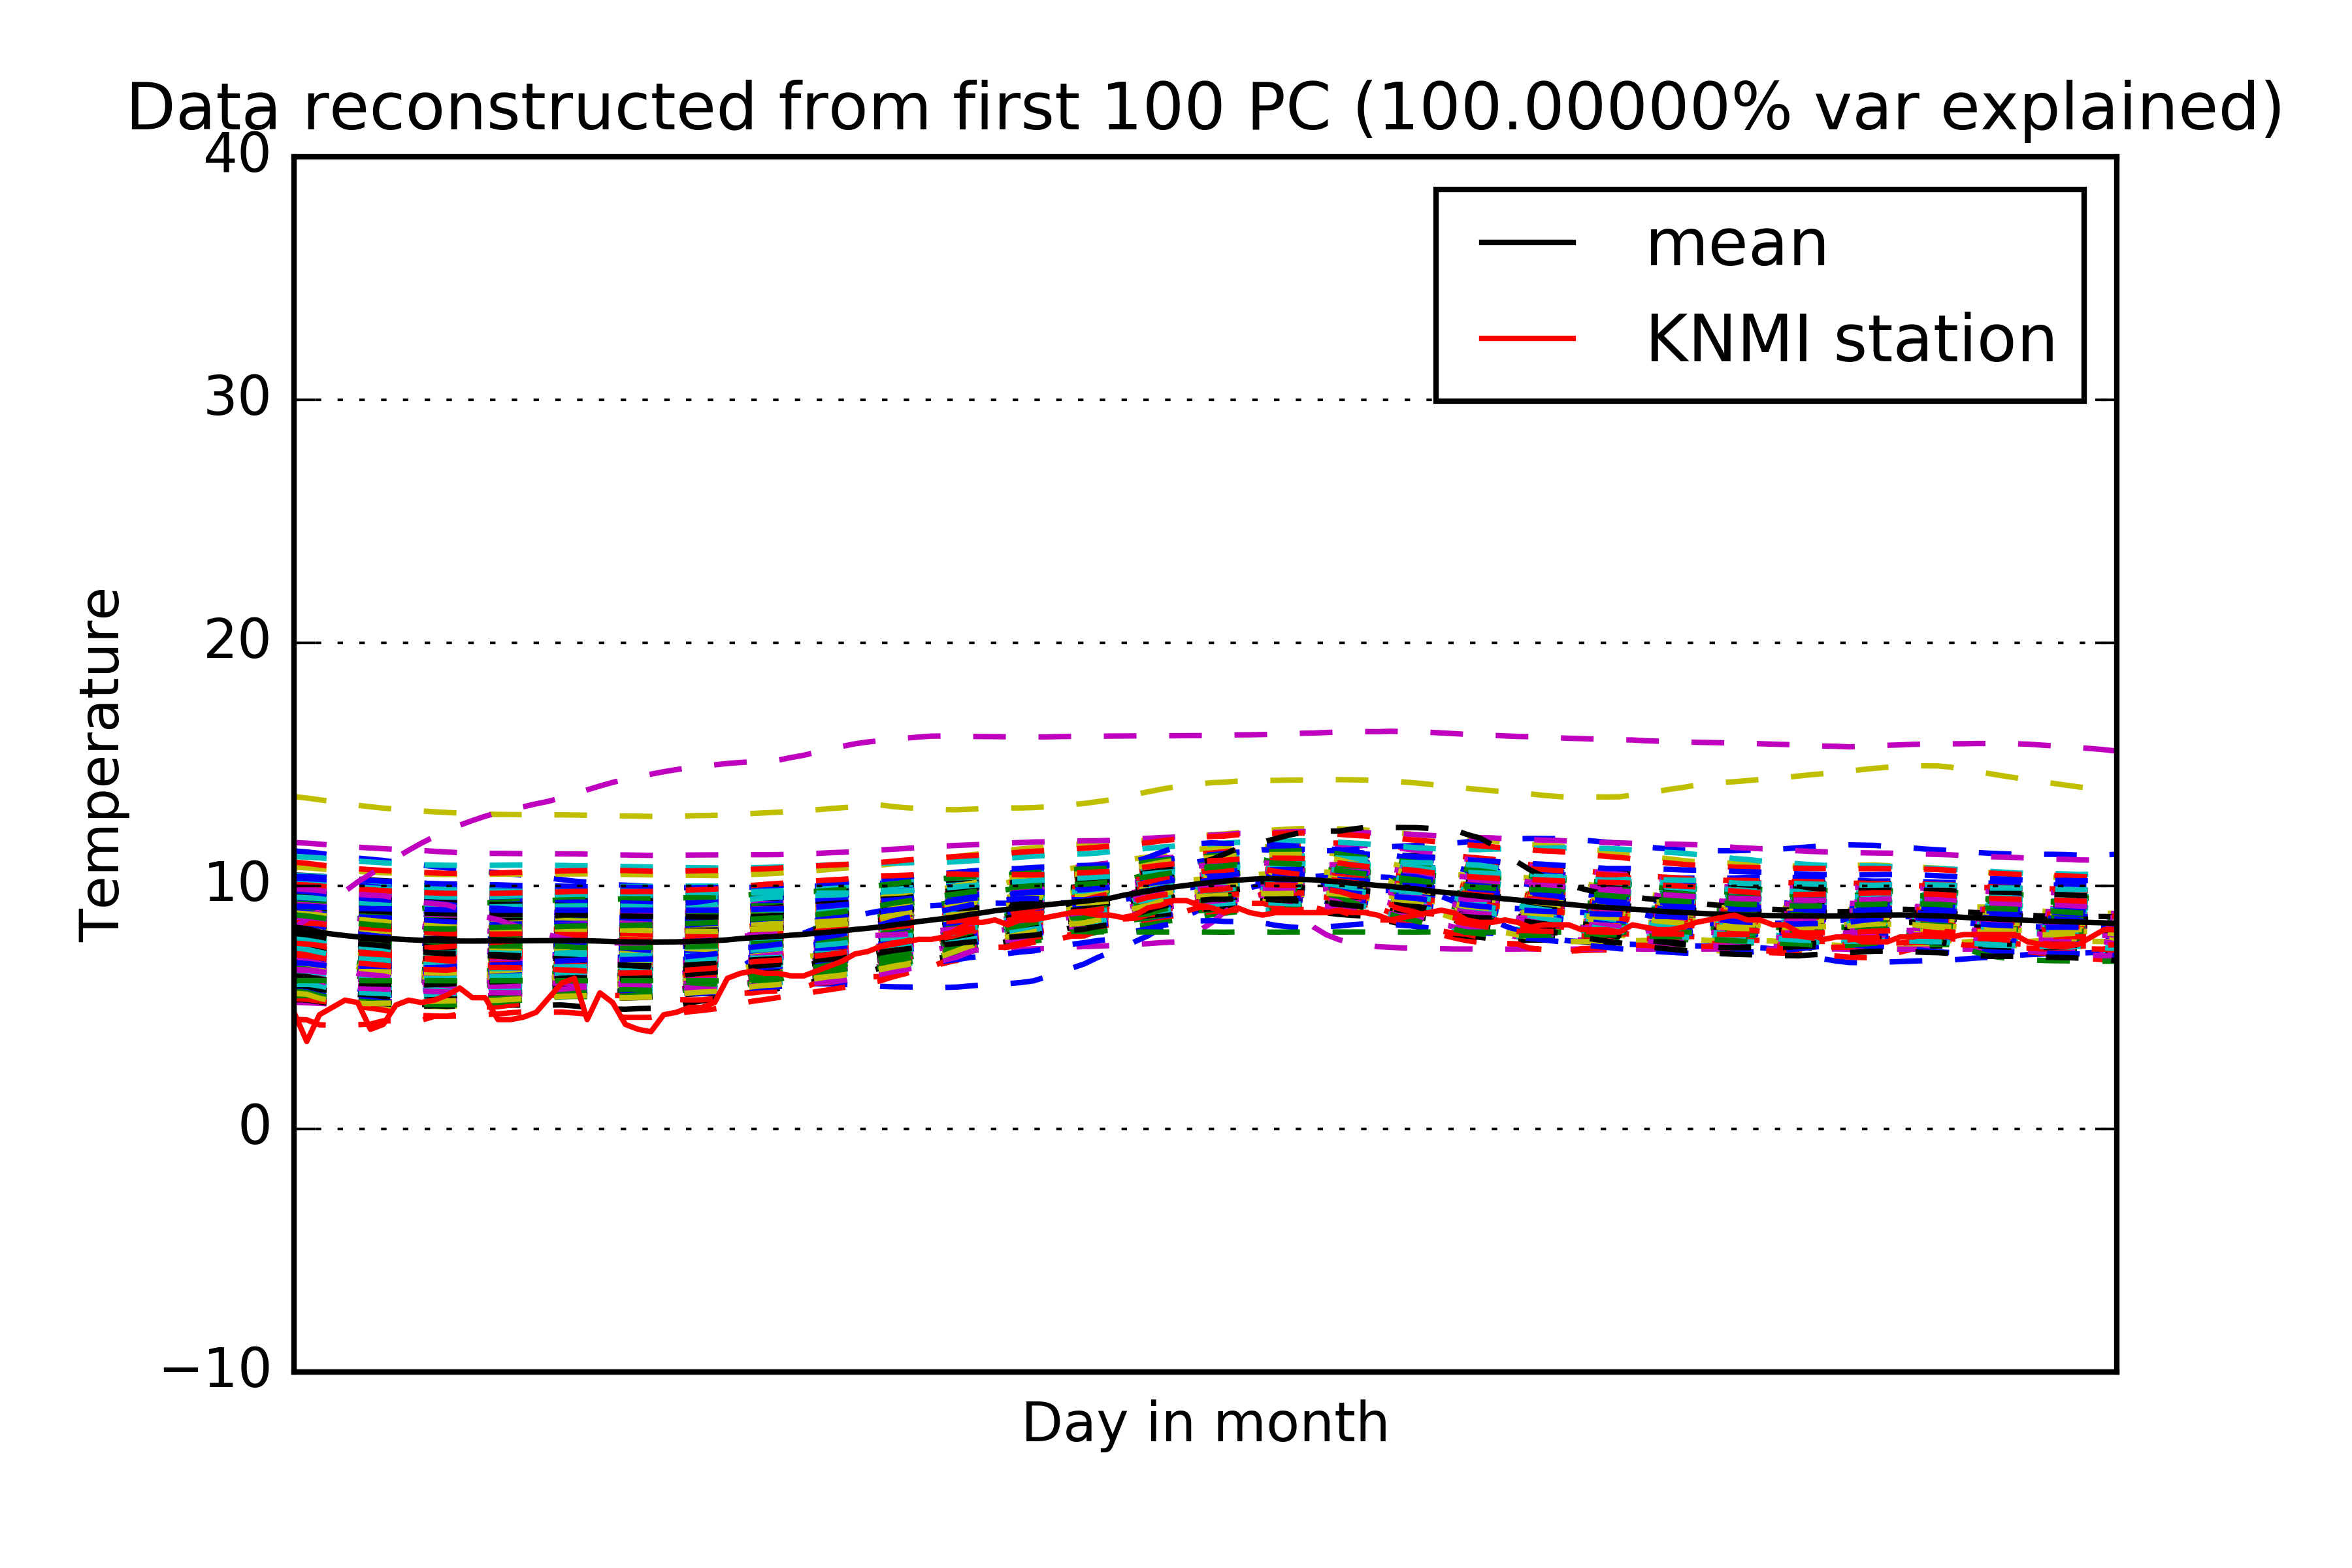 Data reconstructed from first 100 PC (100.00000% var explained)
40
30
20
10
0
−10
Temperature
mean
KNMI station
Day in month